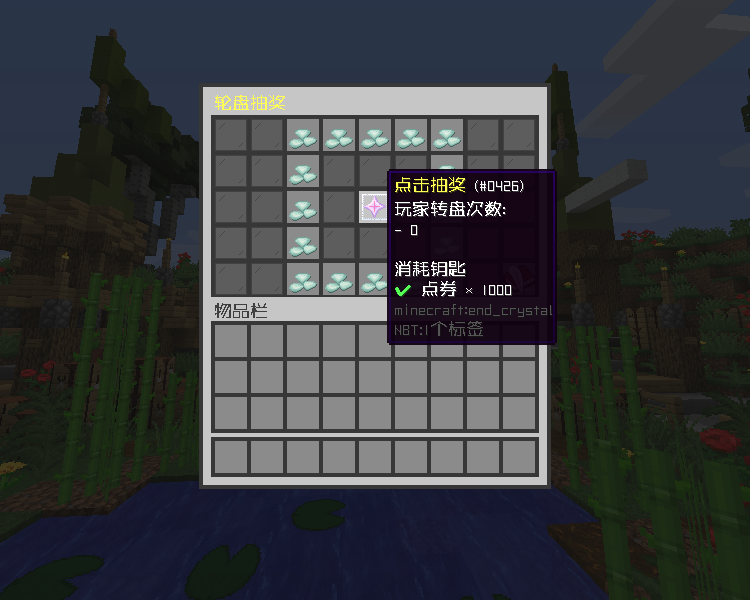 轮盘抽奖
点击抽奖 (#0426)
玩家转盘次数:
- 0
消耗钥匙
✔ 点券 × 1000
minecraft:end_crystal
NBT:1个标签
物品栏